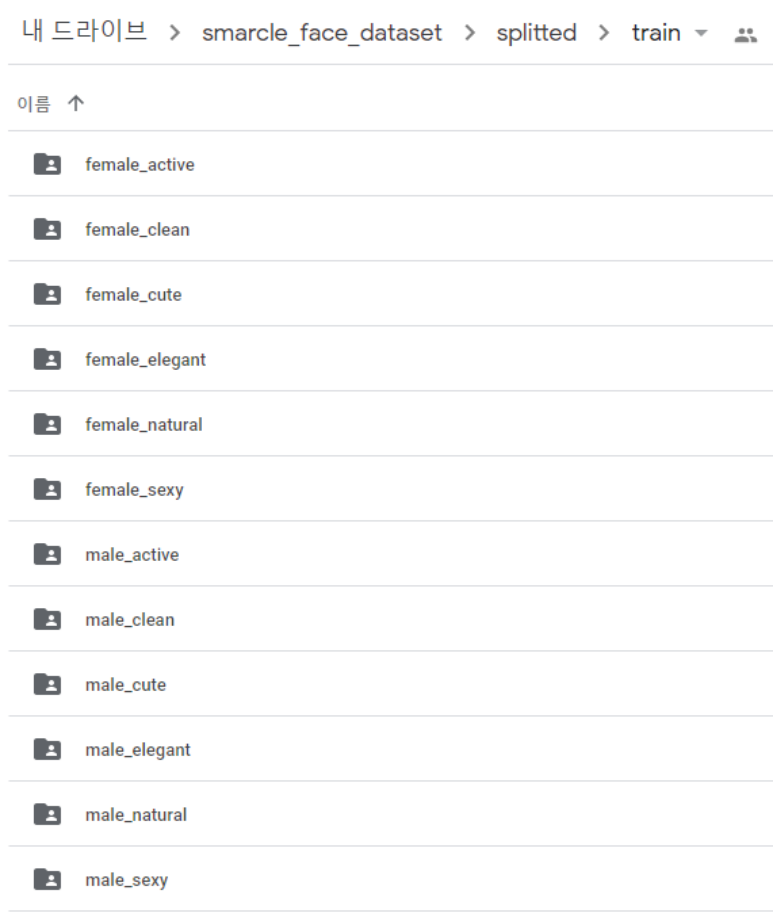 내 드라이브 > smarcle_face_dataset > splitted > train
이름 ↑
female_active
female_clean
female_cute
female_elegant
female_natural
female_sexy
male_active
male_clean
male_cute
male_elegant
male_natural
male_sexy